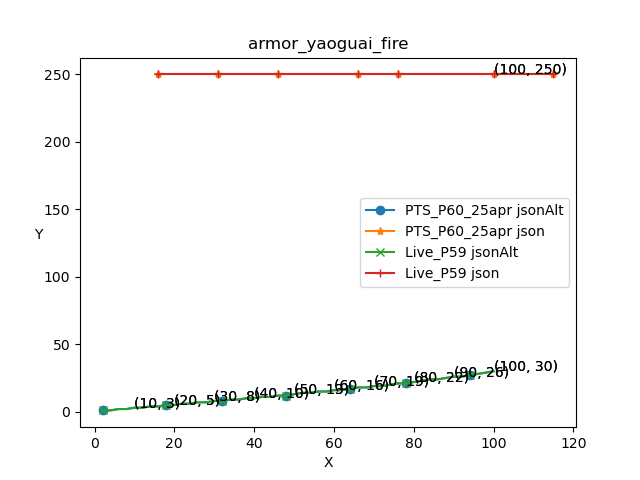 armor_yaoguai_fire
250
200
150
100
50
0
Y
(100, 250)
PTS_P60_25apr jsonAlt
PTS_P60_25apr json
Live_P59 jsonAlt
Live_P59 json
(10, 3)
(20, 5)
(30, 8)
(40, 10)
(50, 13)
(60, 16)
(70, 19)
(80, 22)
(90, 26)
(100, 30)
0 20 40 60 80 100 120
X